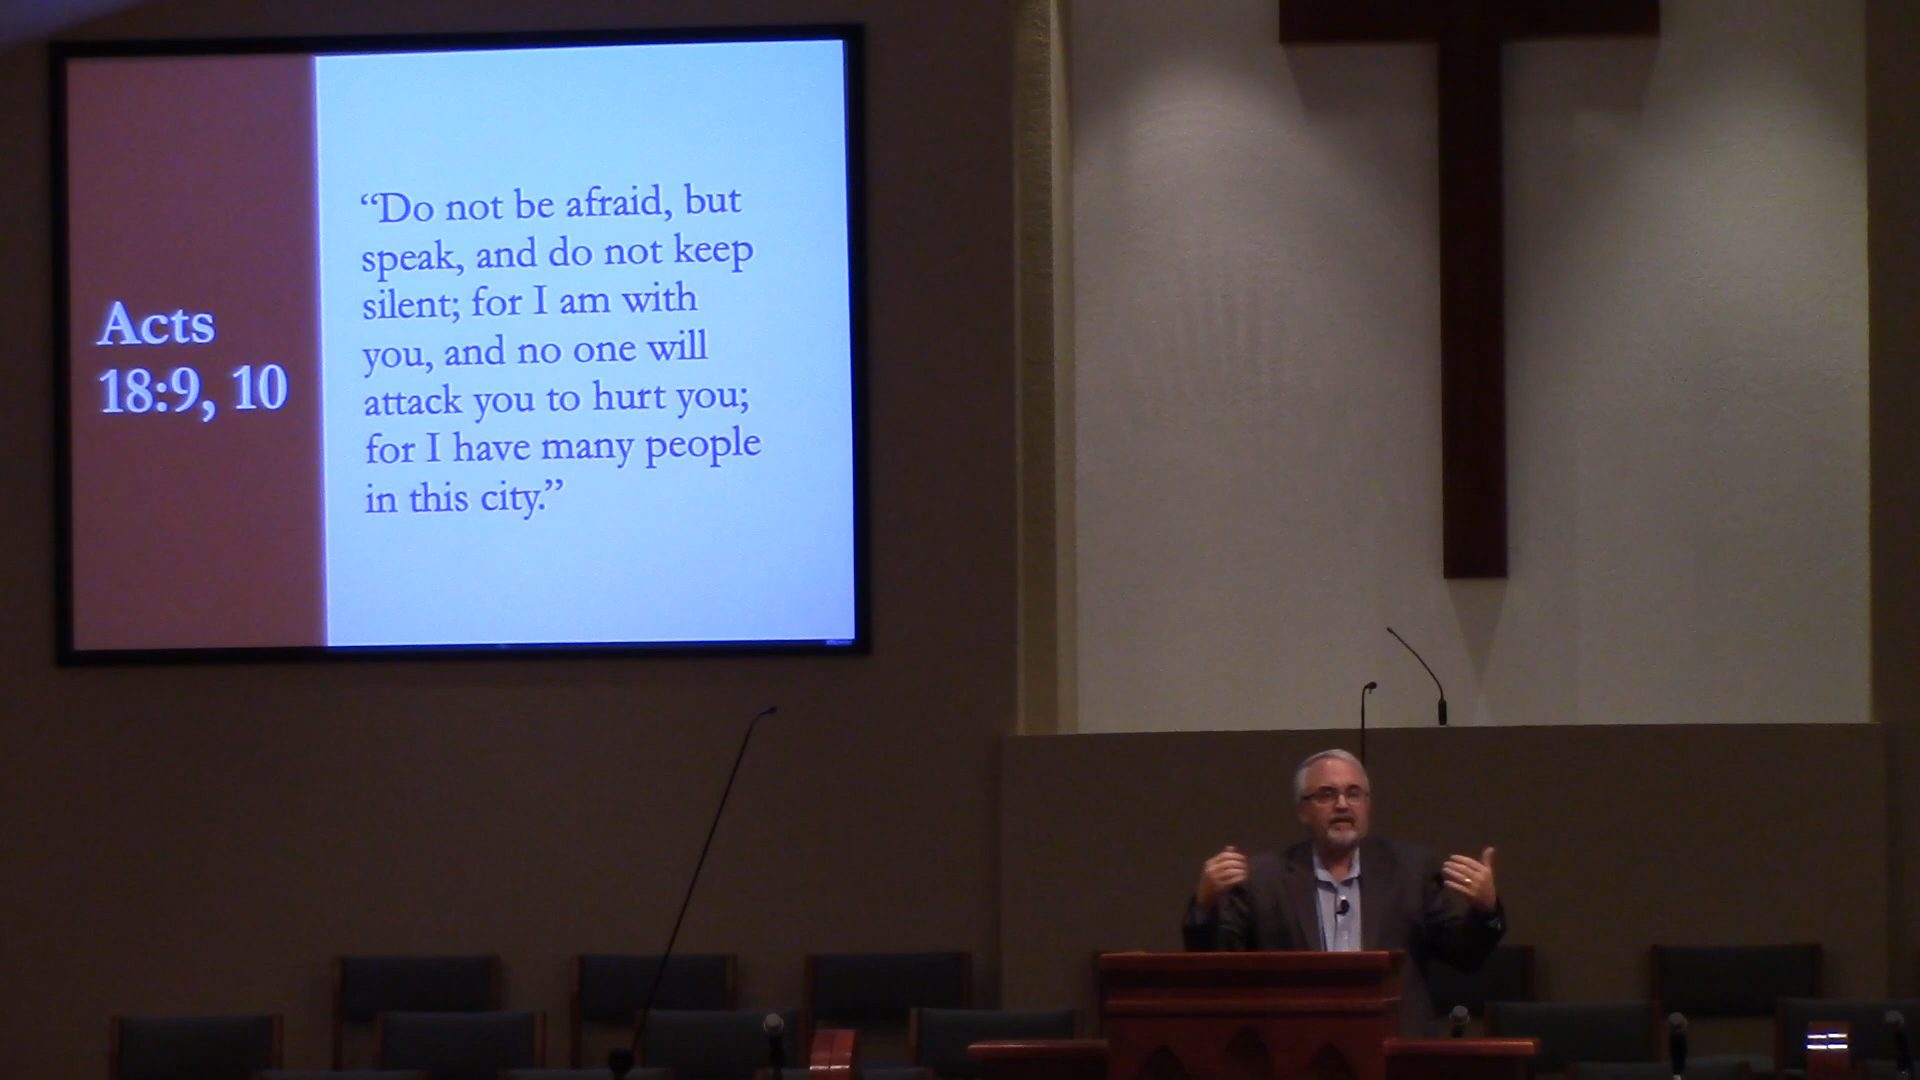 Acts
18:9, 10
“Do not be afraid, but
speak, and do not keep
silent; for I am with
you, and no one will
attack you to hurt you;
for I have many people
in this city.”